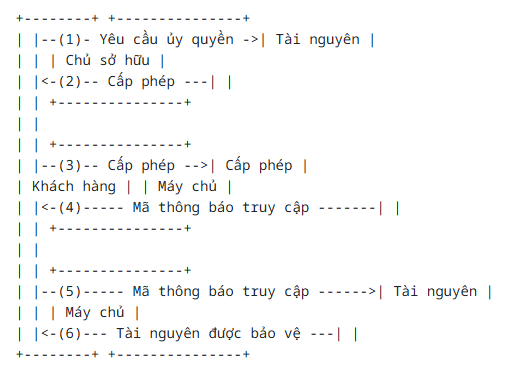 +--------+ +---------------+
| |--(1)- Yêu cầu ủy quyền ->| Tài nguyên |
| | | Chủ sở hữu |
| |<-(2)-- Cấp phép ---| |
| | +---------------+
| |
| | +---------------+
| |--(3)-- Cấp phép -->| Cấp phép |
| Khách hàng | | Máy chủ |
| |<-(4)----- Mã thông báo truy cập -------| |
| | +---------------+
| |
| | +---------------+
| |--(5)----- Mã thông báo truy cập ------>| Tài nguyên |
| | | Máy chủ |
| |<-(6)--- Tài nguyên được bảo vệ ---| |
+--------+ +---------------+